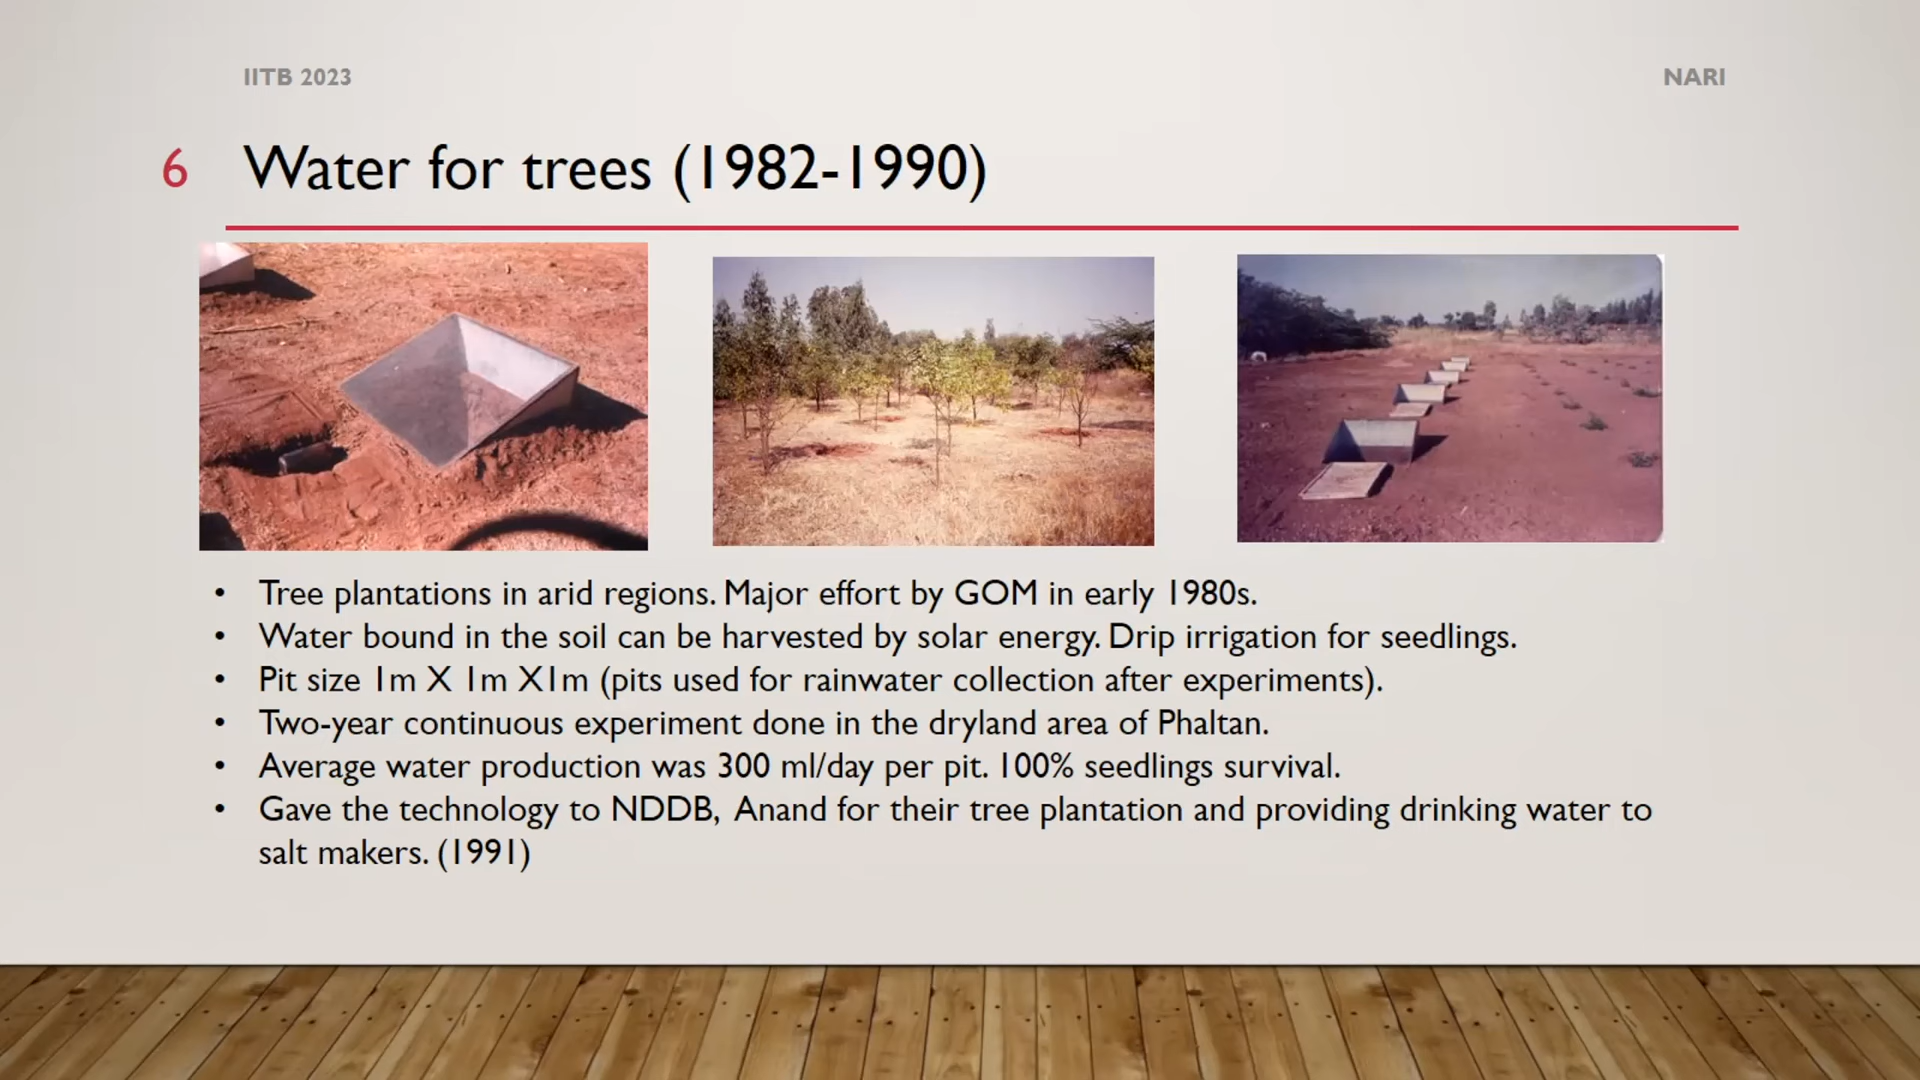 IITB 2023
NARI
6
Water for trees (1982-1990)
• Tree plantations in arid regions. Major effort by GOM in early 1980s.
• Water bound in the soil can be harvested by solar energy. Drip irrigation for seedlings.
• Pit size 1m X 1m X1m (pits used for rainwater collection after experiments).
• Two-year continuous experiment done in the dryland area of Phaltan.
• Average water production was 300 ml/day per pit. 100% seedlings survival.
• Gave the technology to NDDB, Anand for their tree plantation and providing drinking water to
salt makers. (1991)